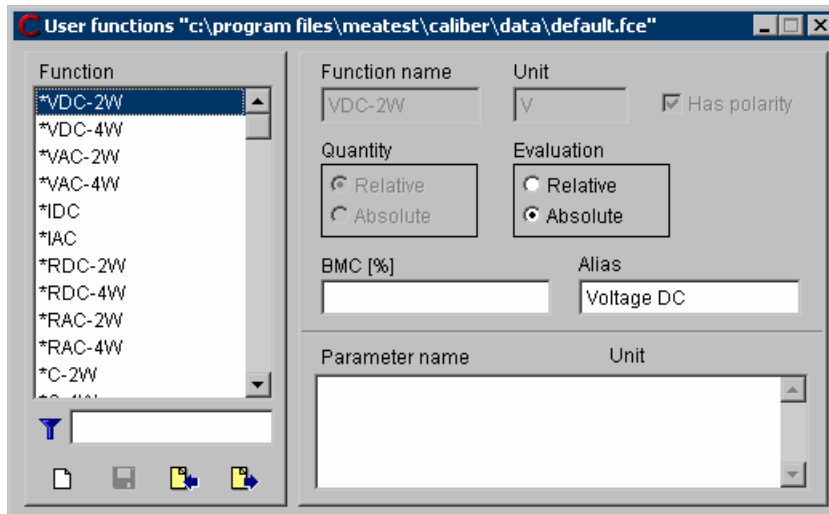 User functions "c:\program files\meatest\caliber\data\default.fce"
Function
*VDC-2W
*VDC-4W
*VAC-2W
*VAC-4W
*IDC
*IAC
*RDC-2W
*RDC-4W
*RAC-2W
*RAC-4W
*C-2W
Function name
Unit
VDC-2W
V
Has polarity
Quantity
Evaluation
Relative
Relative
Absolute
Absolute
BMC [%]
Alias
Voltage DC
Parameter name
Unit